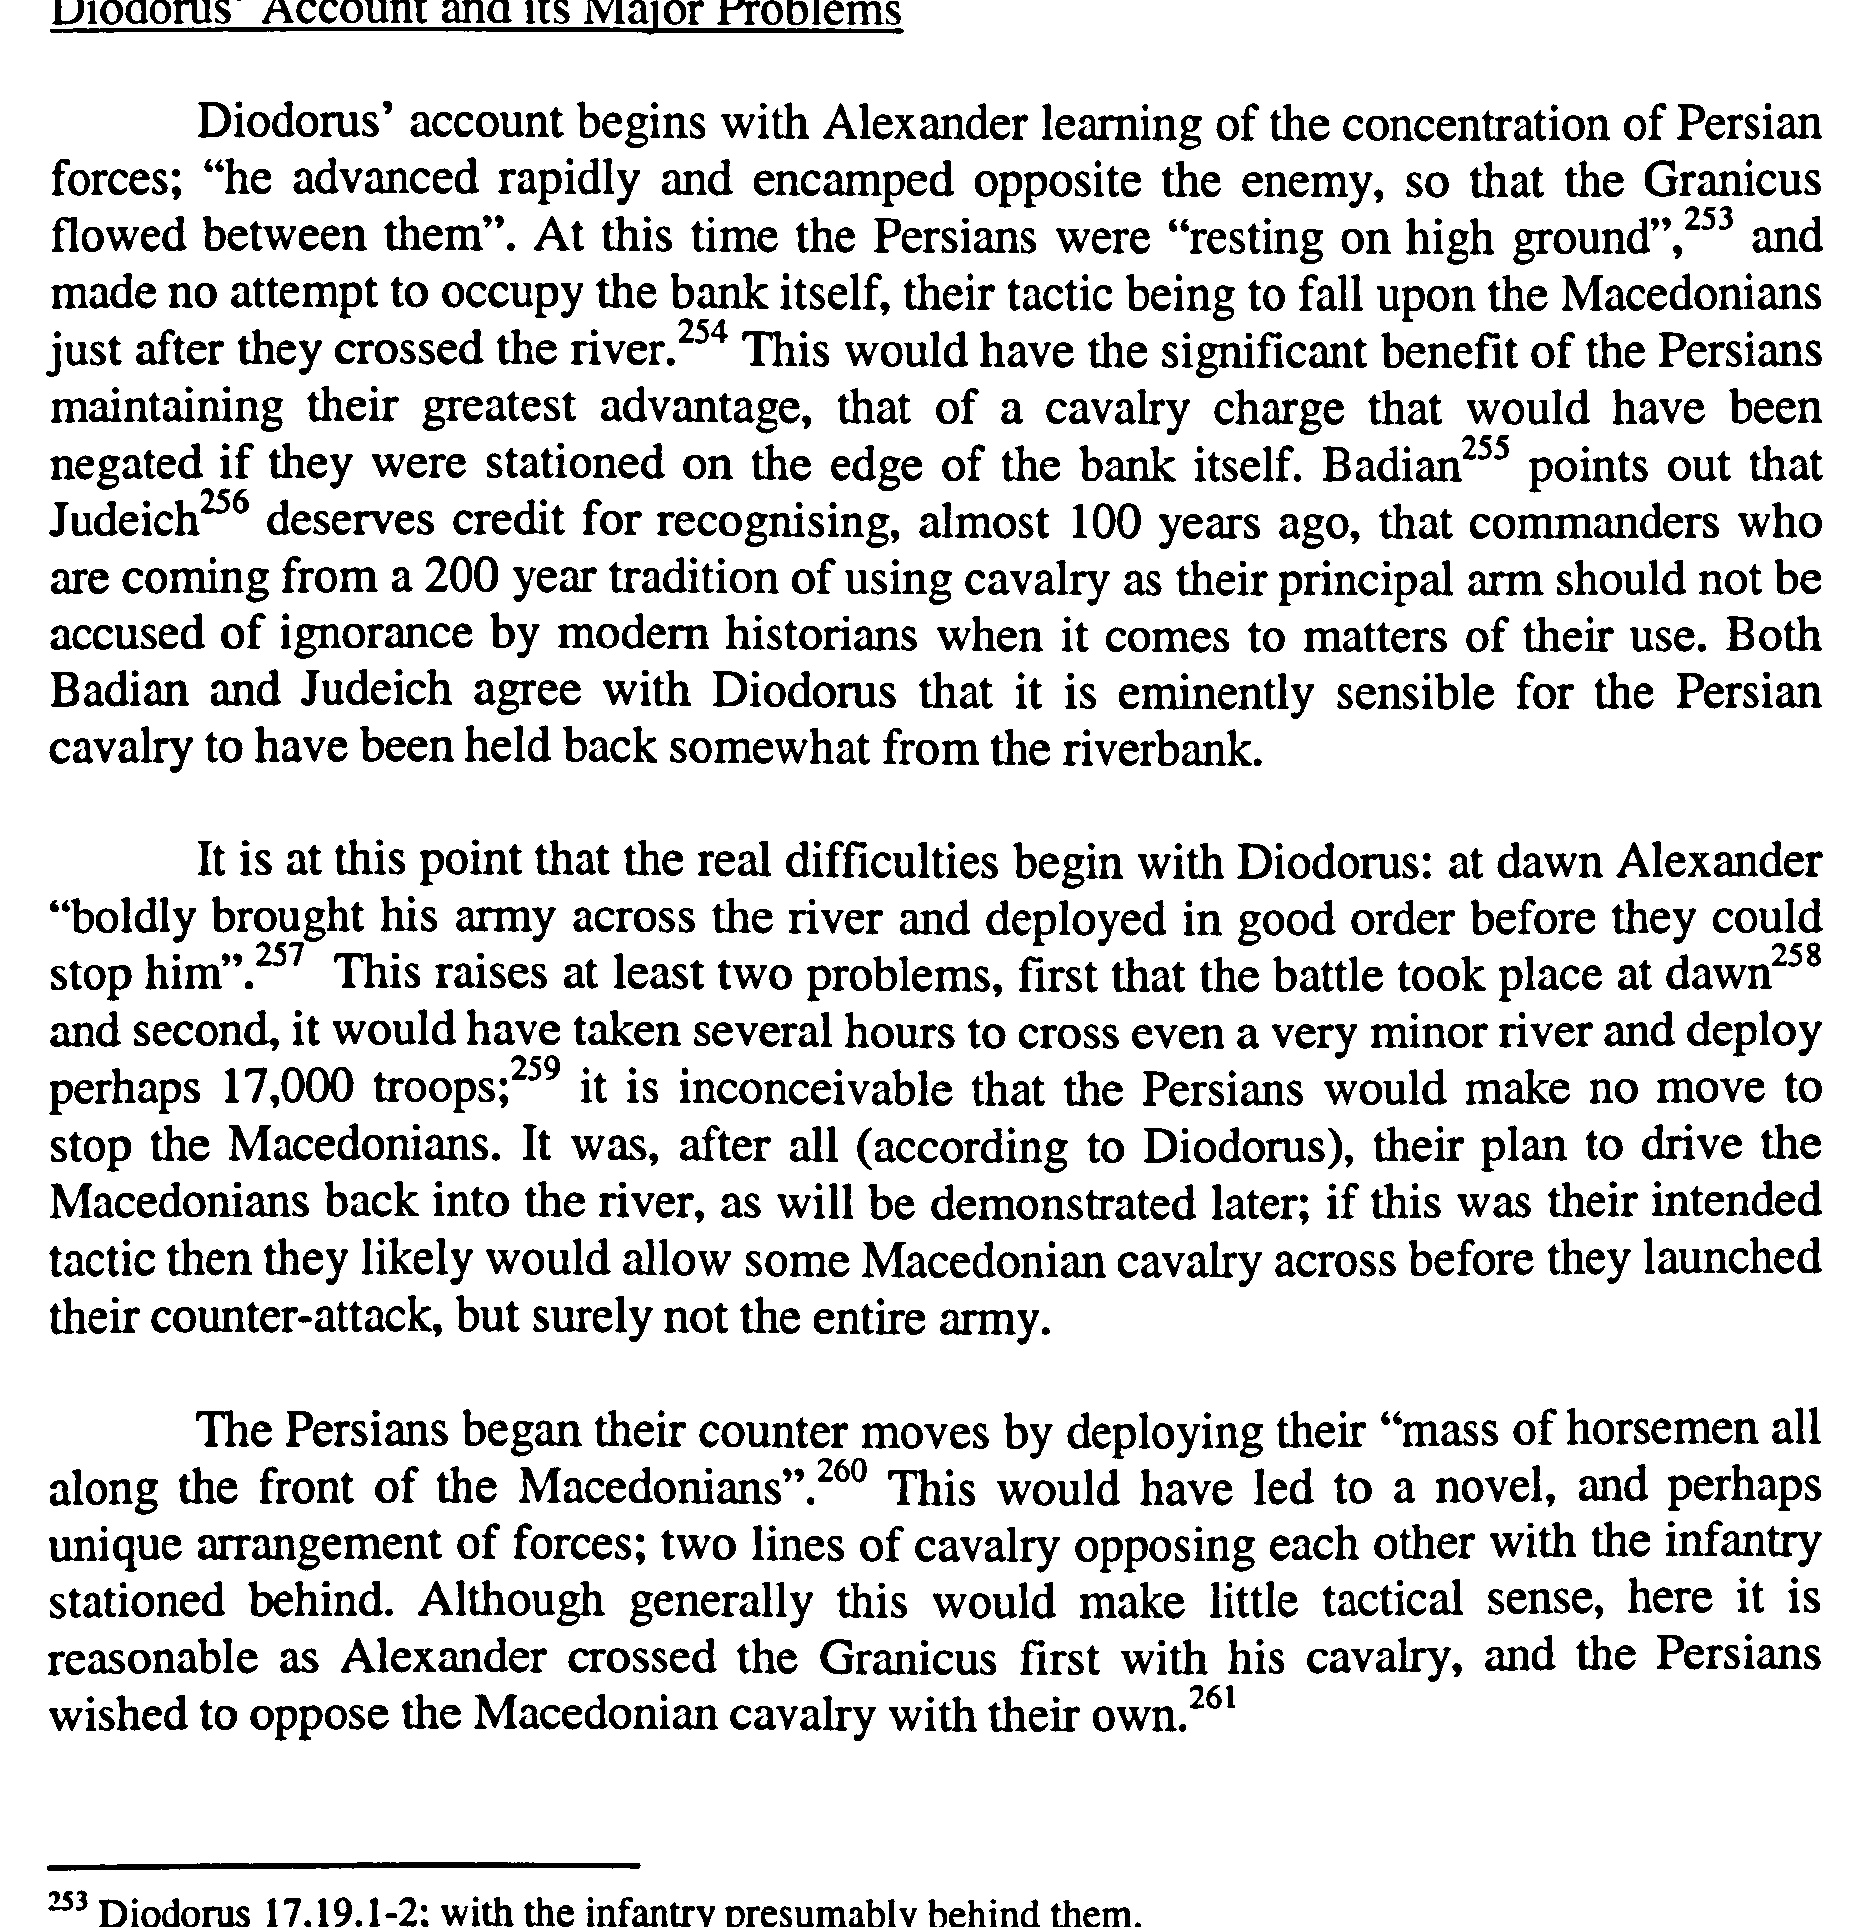 Diodorus' Account and its Major Problems
Diodorus' account begins with Alexander learning of the concentration of Persian
forces; “he advanced rapidly and encamped opposite the enemy, so that the Granicus
flowed between them”. At this time the Persians were “resting on high ground”,253 and
made no attempt to occupy the bank itself, their tactic being to fall upon the Macedonians
just after they crossed the river.254 This would have the significant benefit of the Persians
maintaining their greatest advantage, that of a cavalry charge that would have been
negated if they were stationed on the edge of the bank itself. Badian255 points out that
Judeich256 deserves credit for recognising, almost 100 years ago, that commanders who
are coming from a 200 year tradition of using cavalry as their principal arm should not be
accused of ignorance by modern historians when it comes to matters of their use. Both
Badian and Judeich agree with Diodorus that it is eminently sensible for the Persian
cavalry to have been held back somewhat from the riverbank.
It is at this point that the real difficulties begin with Diodorus: at dawn Alexander
“boldly brought his army across the river and deployed in good order before they could
stop him”.257 This raises at least two problems, first that the battle took place at dawn258
and second, it would have taken several hours to cross even a very minor river and deploy
perhaps 17,000 troops;259 it is inconceivable that the Persians would make no move to
stop the Macedonians. It was, after all (according to Diodorus), their plan to drive the
Macedonians back into the river, as will be demonstrated later; if this was their intended
tactic then they likely would allow some Macedonian cavalry across before they launched
their counter-attack, but surely not the entire army.
The Persians began their counter moves by deploying their “mass of horsemen all
along the front of the Macedonians”.260 This would have led to a novel, and perhaps
unique arrangement of forces; two lines of cavalry opposing each other with the infantry
stationed behind. Although generally this would make little tactical sense, here it is
reasonable as Alexander crossed the Granicus first with his cavalry, and the Persians
wished to oppose the Macedonian cavalry with their own.261
253 Diodorus 17.19.1-2; with the infantry presumably behind them.